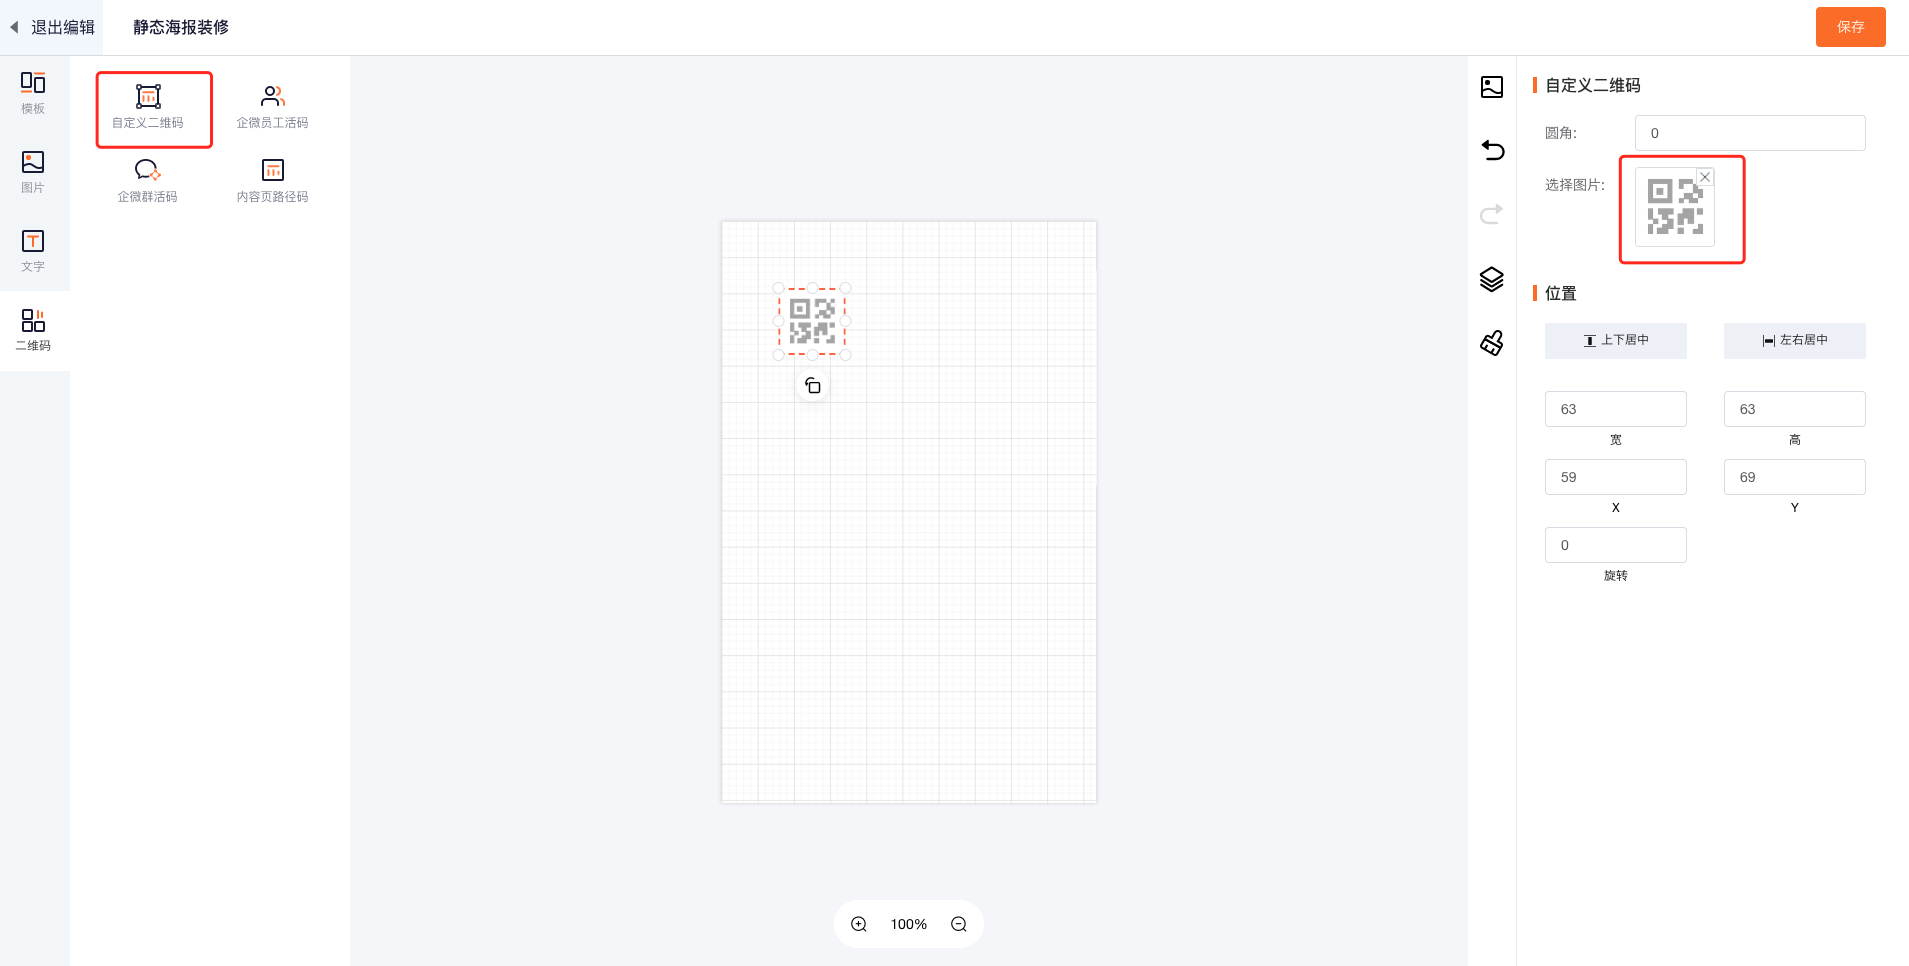 退出编辑
静态海报装修
保存
模板
图片
文字
二维码
自定义二维码
企微员工活码
企微群活码
内容页路径码
100%
自定义二维码
圆角:
0
选择图片:
位置
上下居中
左右居中
63
63
宽
高
59
69
X
Y
0
旋转